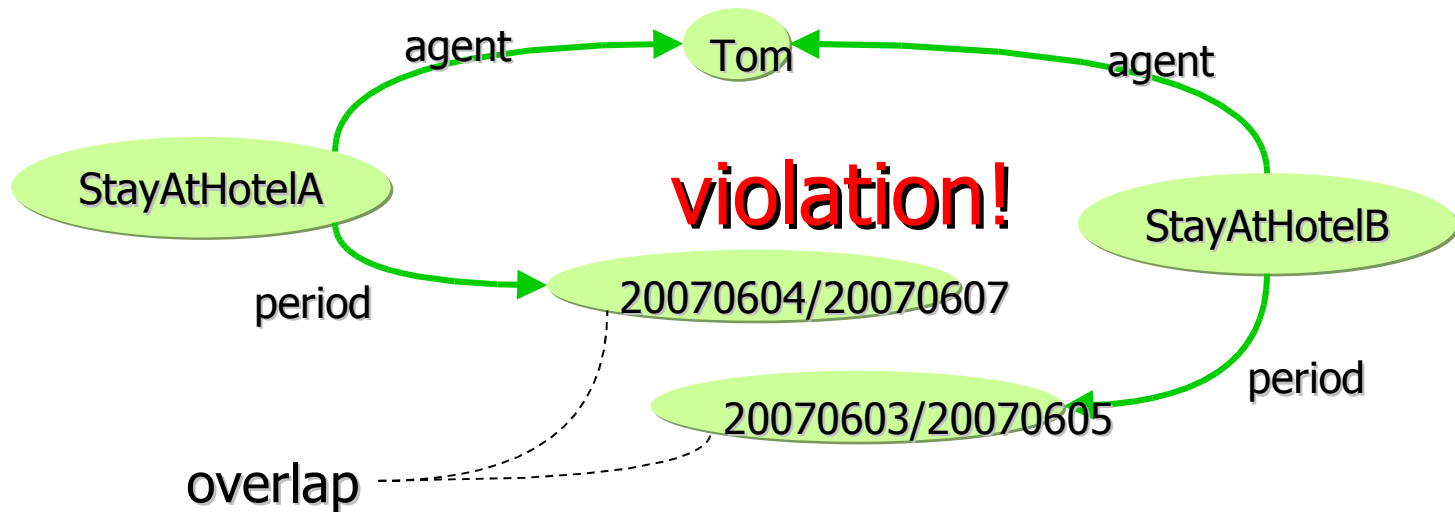 agent
Tom
agent
StayAtHotelA
violation!
StayAtHotelB
period
20070604/20070607
period
20070603/20070605
overlap